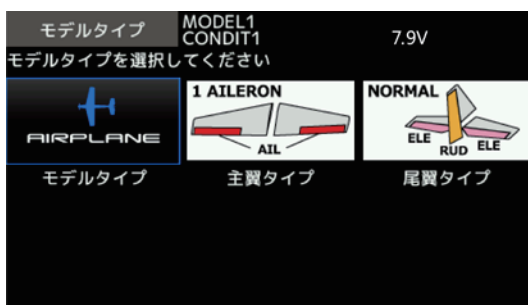 モデルタイプ
MODEL1
CONDIT1
7.9V
モデルタイプを選択してください
AIRPLANE
1 AILERON
AIL
NORMAL
ELE
RUD
ELE
モデルタイプ
主翼タイプ
尾翼タイプ